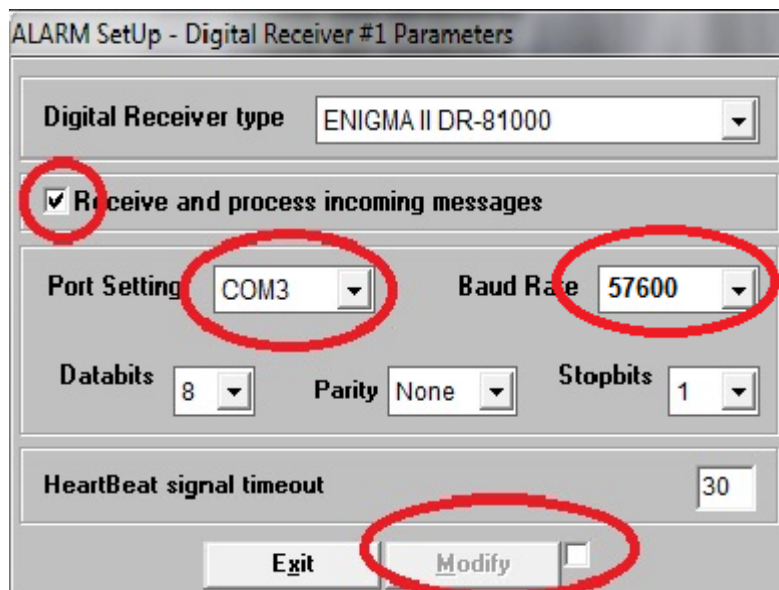 ALARM SetUp - Digital Receiver #1 Parameters
Digital Receiver type ENIGMA II DR-81000
Receive and process incoming messages
Port Setting COM3 Baud Rate 57600
Databits 8 Parity None Stopbits 1
HeartBeat signal timeout 30
Exit Modify